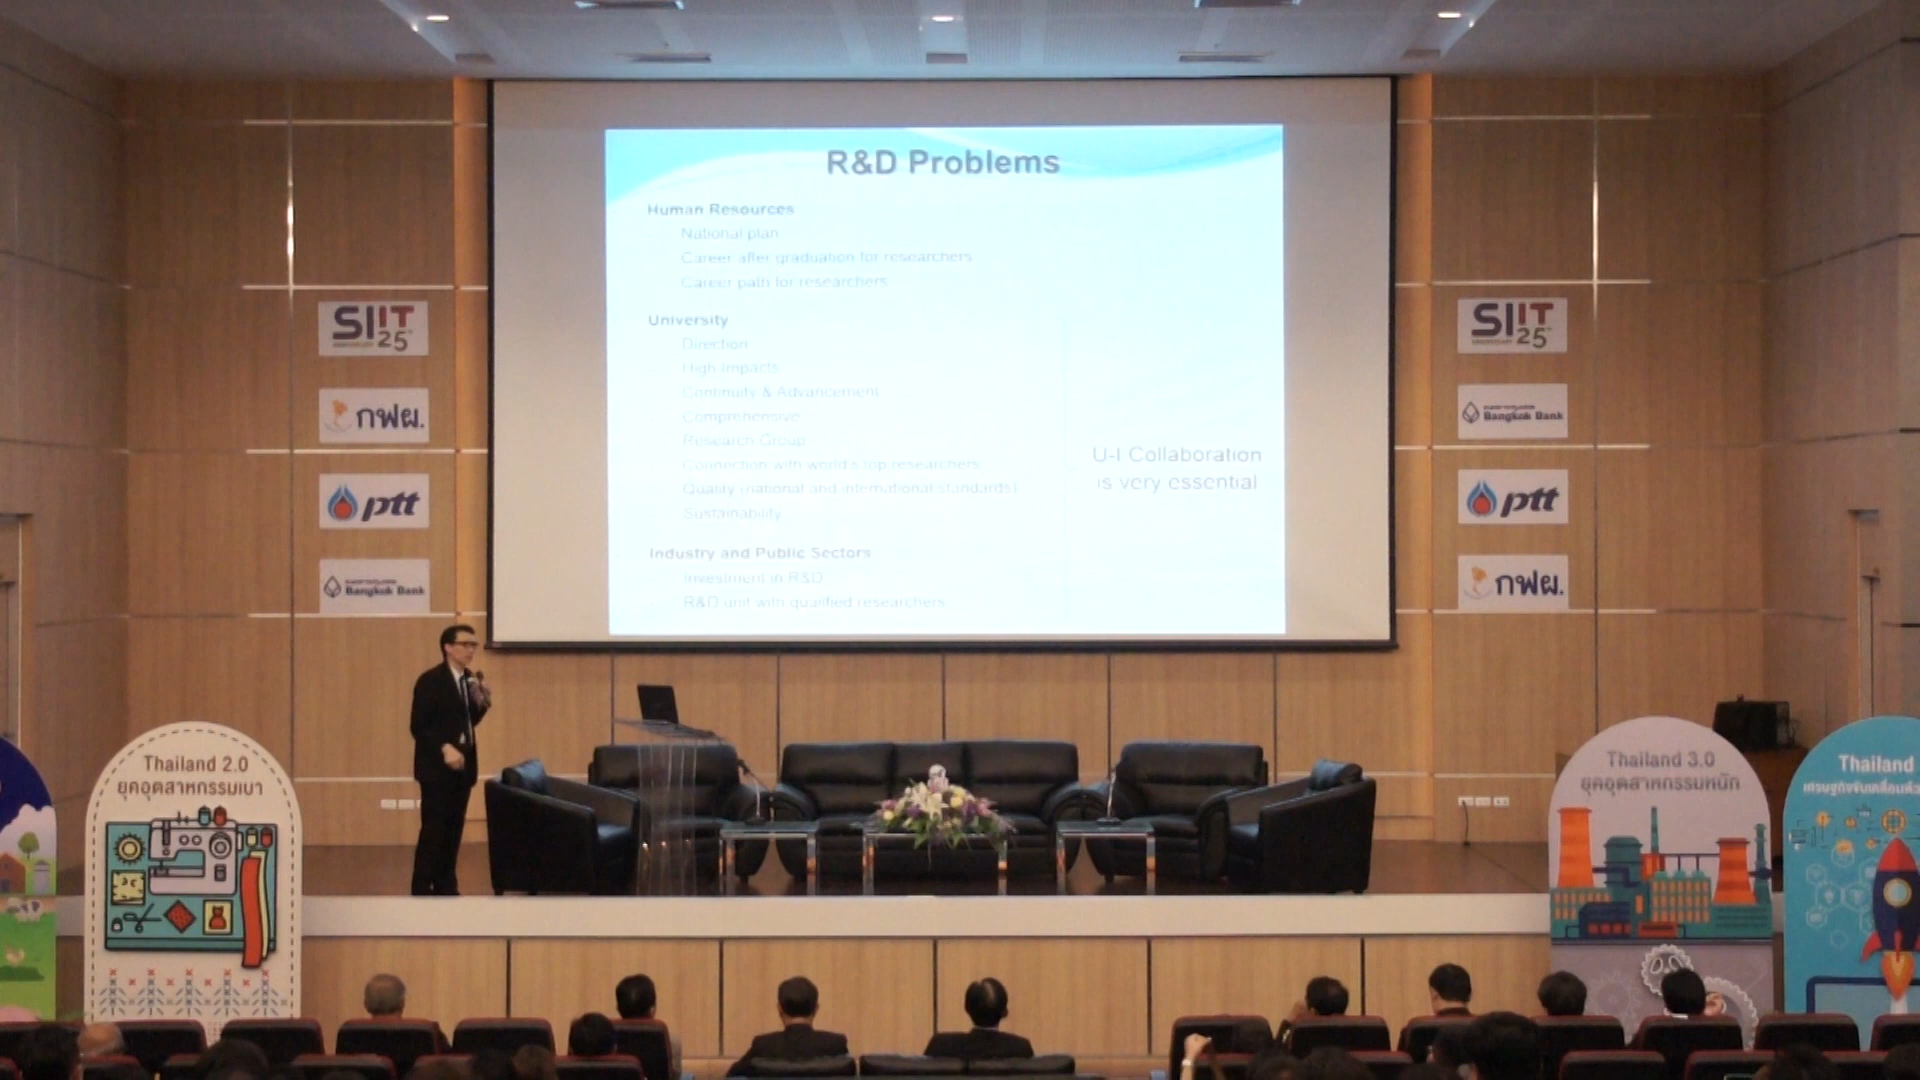 R&D Problems
Human Resources
National plan
Career after graduation for researchers
Career path for researchers
University
Direction
High Impacts
Continuity & Advancement
Comprehensive
Research Group
Connection with world's top researchers
Quality (national and international standards)
Sustainability
Industry and Public Sectors
Investment in R&D
R&D unit with qualified researchers
U-I Collaboration
is very essential
SIIT
25
กฟผ.
ptt
Bangkok Bank
SIIT
25
Bangkok Bank
ptt
กฟผ.
Thailand 2.0
ยุคอุตสาหกรรมเบา
Thailand 3.0
ยุคอุตสาหกรรมหนัก
Thailand